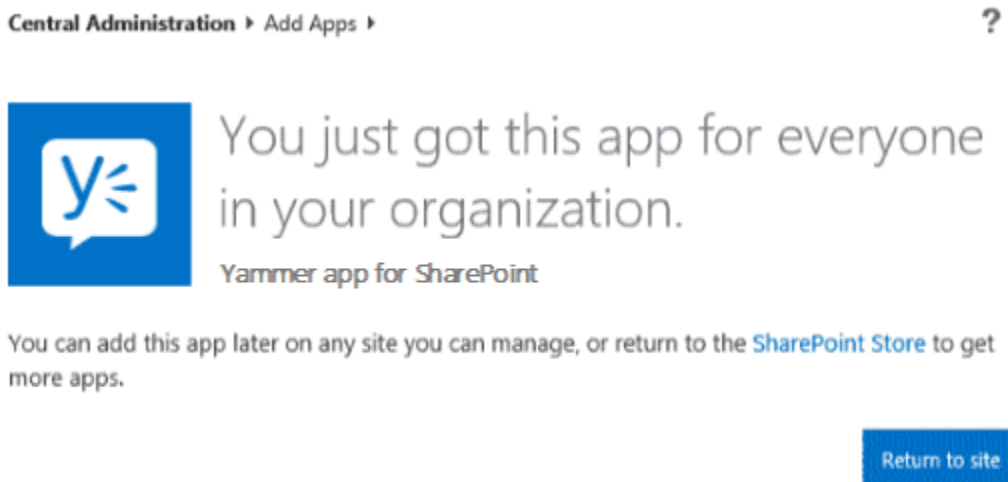 Central Administration ▸ Add Apps ▸ ?
You just got this app for everyone
in your organization.
Yammer app for SharePoint
You can add this app later on any site you can manage, or return to the SharePoint Store to get
more apps.
Return to site